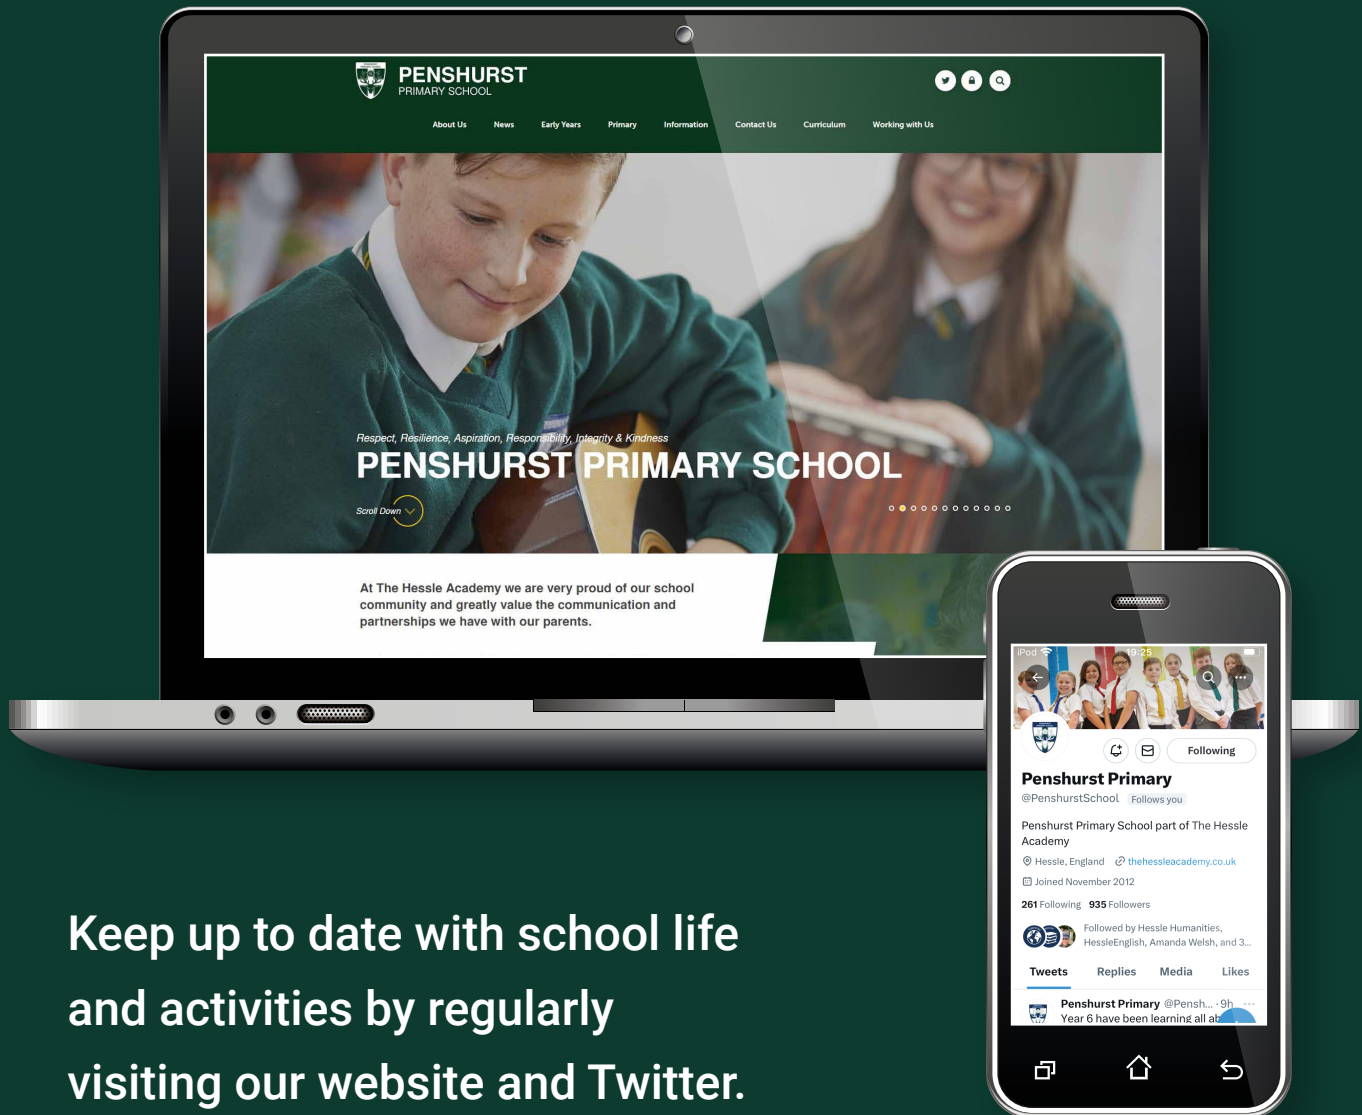 PENSHURST
PRIMARY SCHOOL
About Us News Early Years Primary Information Contact Us Curriculum Working with Us
Respect, Resilience, Aspiration, Responsibility, Integrity & Kindness
PENSHURST PRIMARY SCHOOL
Scroll Down
At The Hessle Academy we are very proud of our school
community and greatly value the communication and
partnerships we have with our parents.
iPod 19:25
Following
Penshurst Primary
@PenshurstSchool Follows you
Penshurst Primary School part of The Hessle
Academy
Hessle, England thehessleacademy.co.uk
Joined November 2012
261 Following 935 Followers
Followed by Hessle Humanities,
HessleEnglish, Amanda Welsh, and 3...
Tweets Replies Media Likes
Penshurst Primary @Pensh... · 9h
Year 6 have been learning all ab
Keep up to date with school life
and activities by regularly
visiting our website and Twitter.